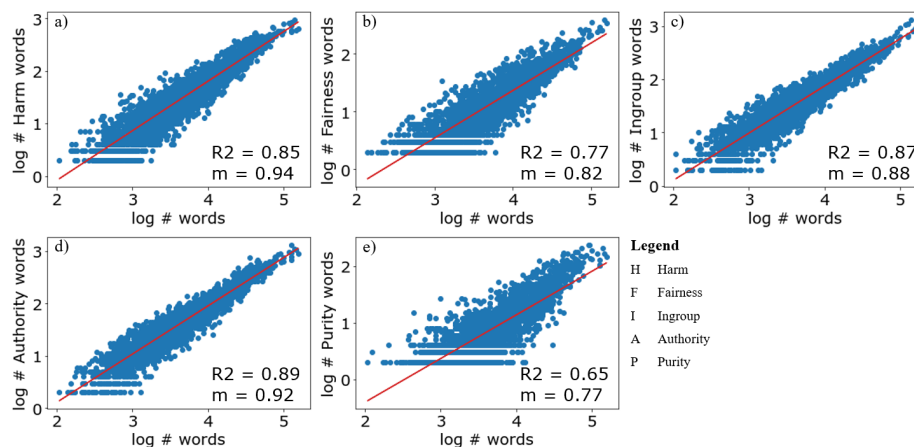 a)
log # Harm words
3
2
1
0
R2 = 0.85
m = 0.94
2 3 4 5
log # words
b)
log # Fairness words
2
1
0
R2 = 0.77
m = 0.82
2 3 4 5
log # words
c)
log # Ingroup words
3
2
1
0
R2 = 0.87
m = 0.88
2 3 4 5
log # words
d)
log # Authority words
3
2
1
0
R2 = 0.89
m = 0.92
2 3 4 5
log # words
e)
log # Purity words
2
1
0
R2 = 0.65
m = 0.77
2 3 4 5
log # words
Legend
H Harm
F Fairness
I Ingroup
A Authority
P Purity